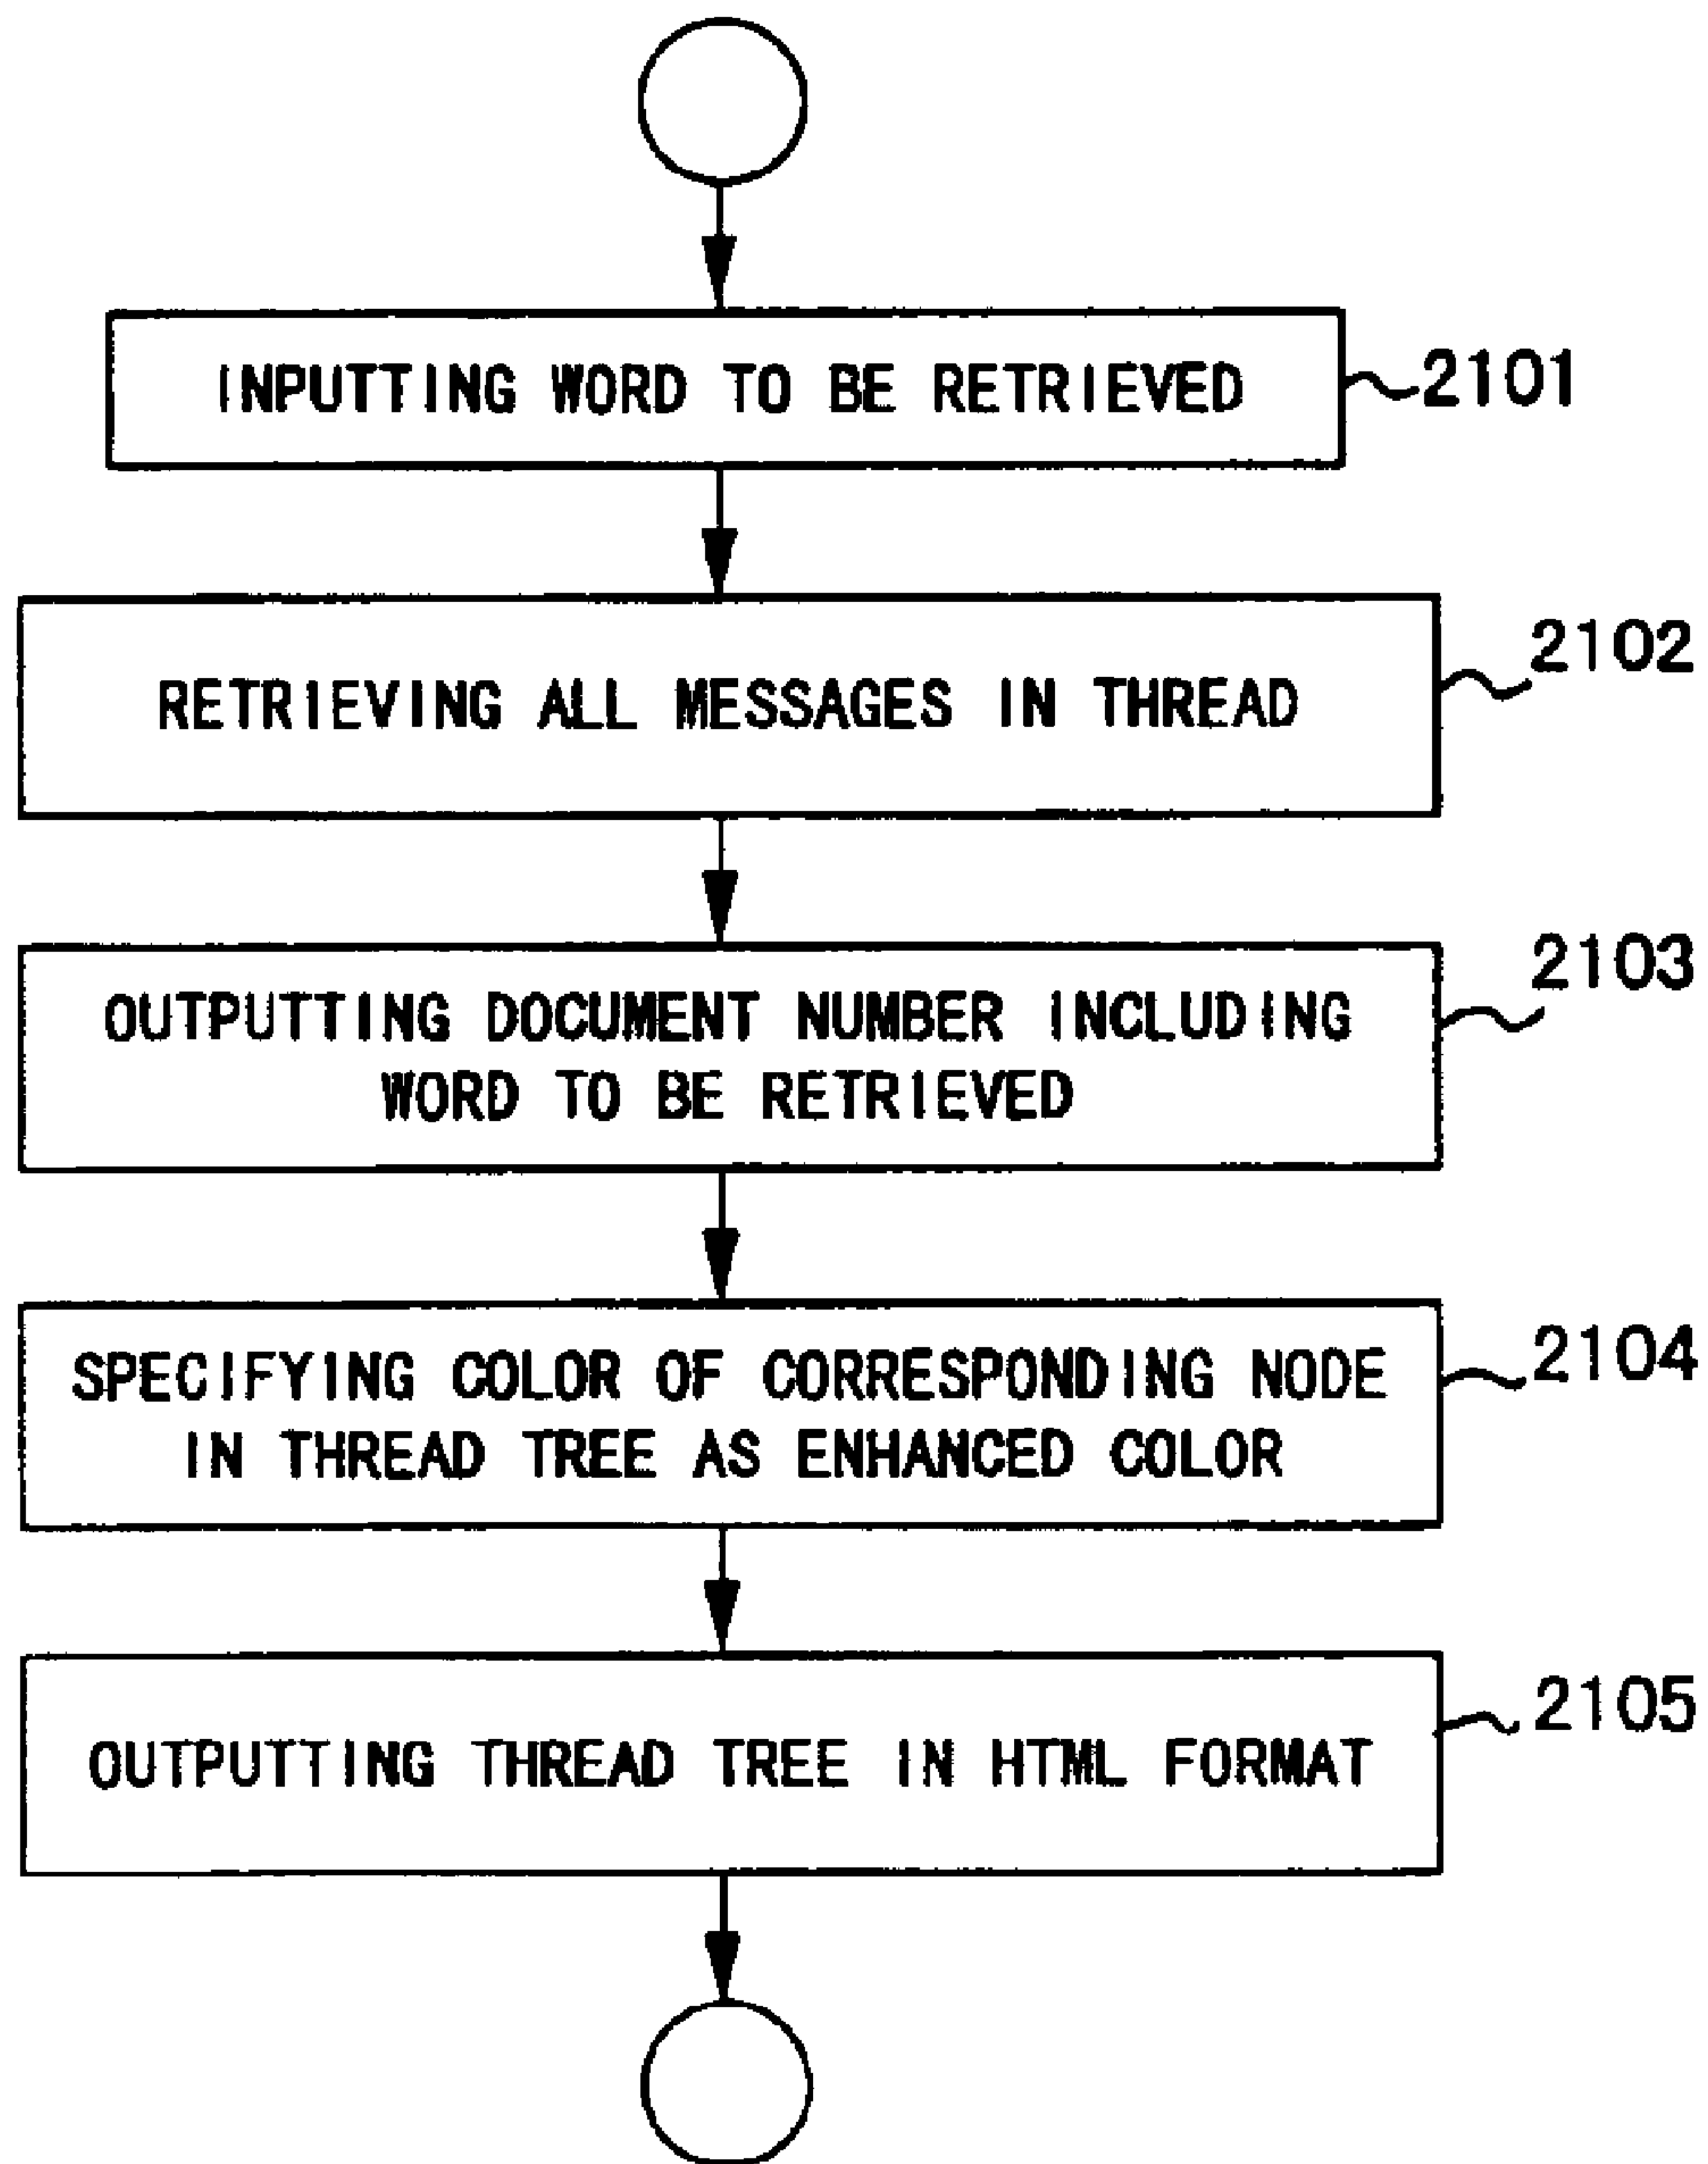 INPUTTING WORD TO BE RETRIEVED
2101
RETRIEVING ALL MESSAGES IN THREAD
2102
OUTPUTTING DOCUMENT NUMBER INCLUDING
WORD TO BE RETRIEVED
2103
SPECIFYING COLOR OF CORRESPONDING NODE
IN THREAD TREE AS ENHANCED COLOR
2104
OUTPUTTING THREAD TREE IN HTML FORMAT
2105